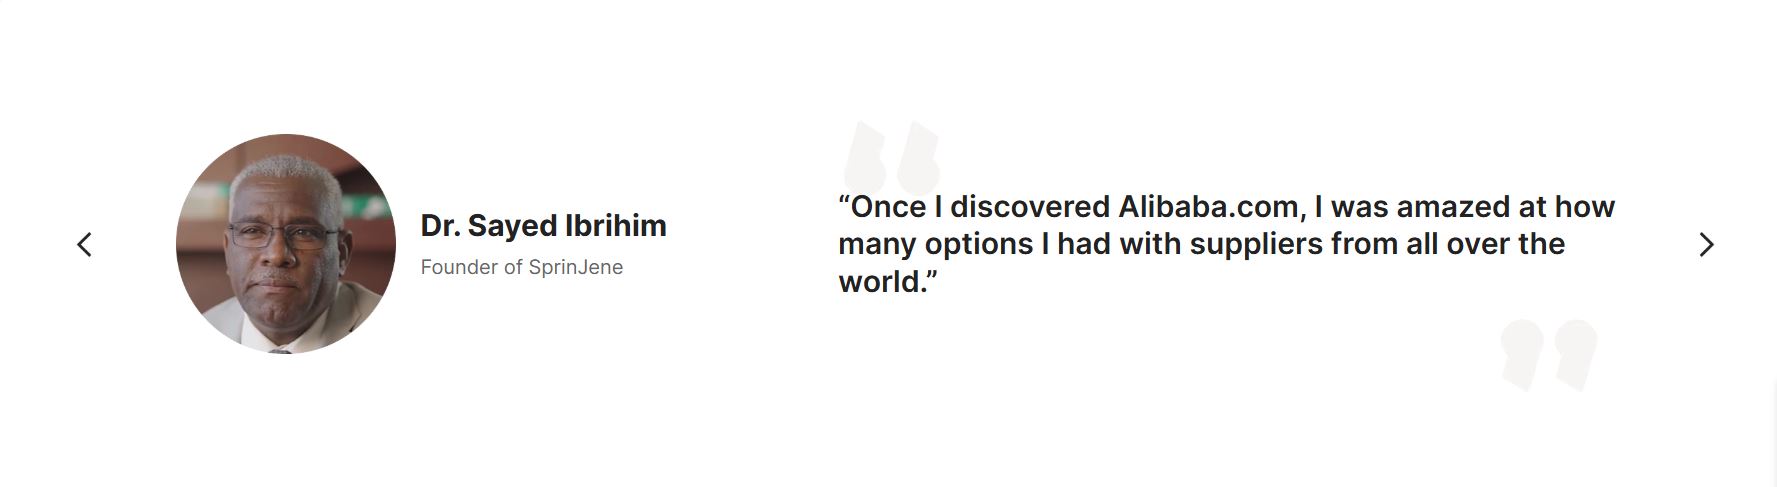 Dr. Sayed Ibrihim
Founder of SprinJene
“Once I discovered Alibaba.com, I was amazed at how
many options I had with suppliers from all over the
world.”